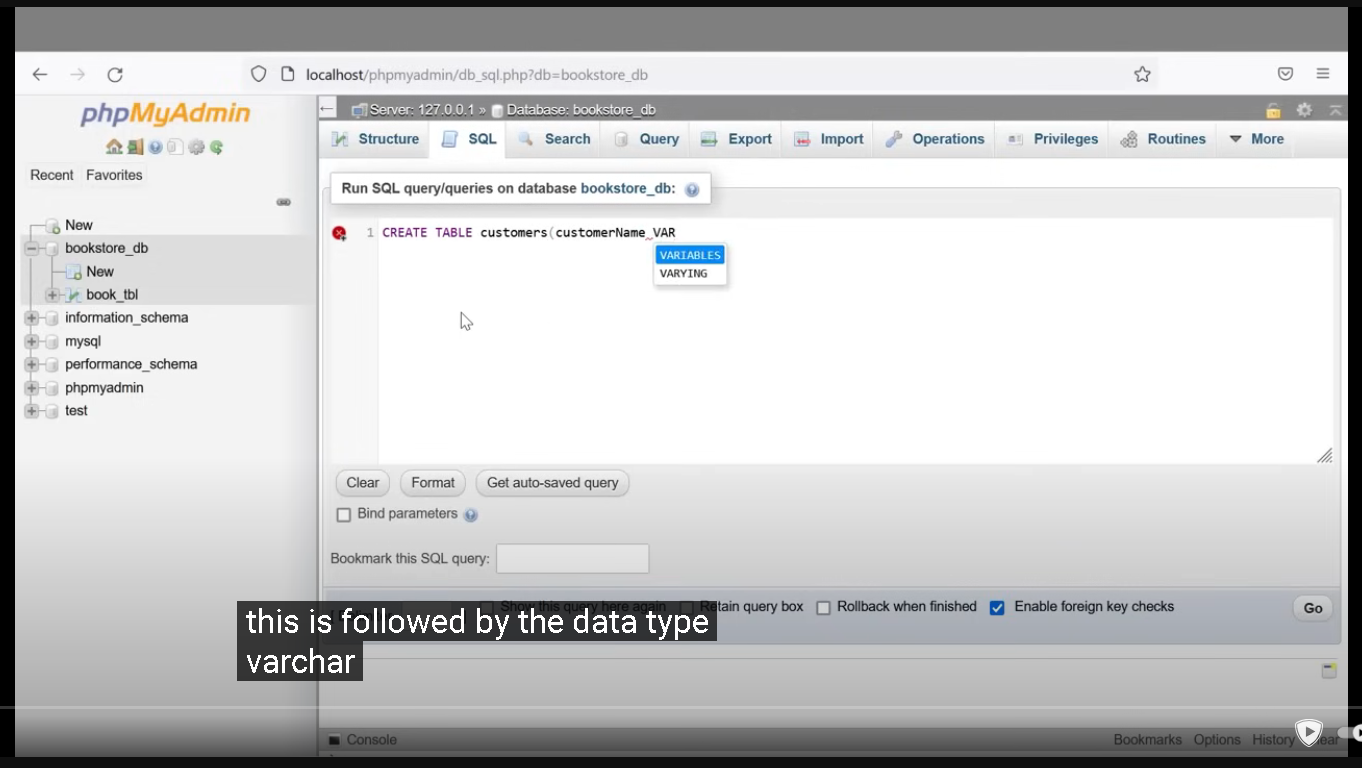 localhost/phpmyadmin/db_sql.php?db=bookstore_db
phpMyAdmin
Recent Favorites
New
bookstore_db
New
book_tbl
information_schema
mysql
performance_schema
phpmyadmin
test
Server: 127.0.0.1 » Database: bookstore_db
Structure SQL Search Query Export Import Operations Privileges Routines More
Run SQL query/queries on database bookstore_db:
1 CREATE TABLE customers(customerName VAR
VARIABLES
VARYING
Clear Format Get auto-saved query
Bind parameters
Bookmark this SQL query:
Show this query here again Retain query box Rollback when finished Enable foreign key checks Go
this is followed by the data type
varchar
Console Bookmarks Options History